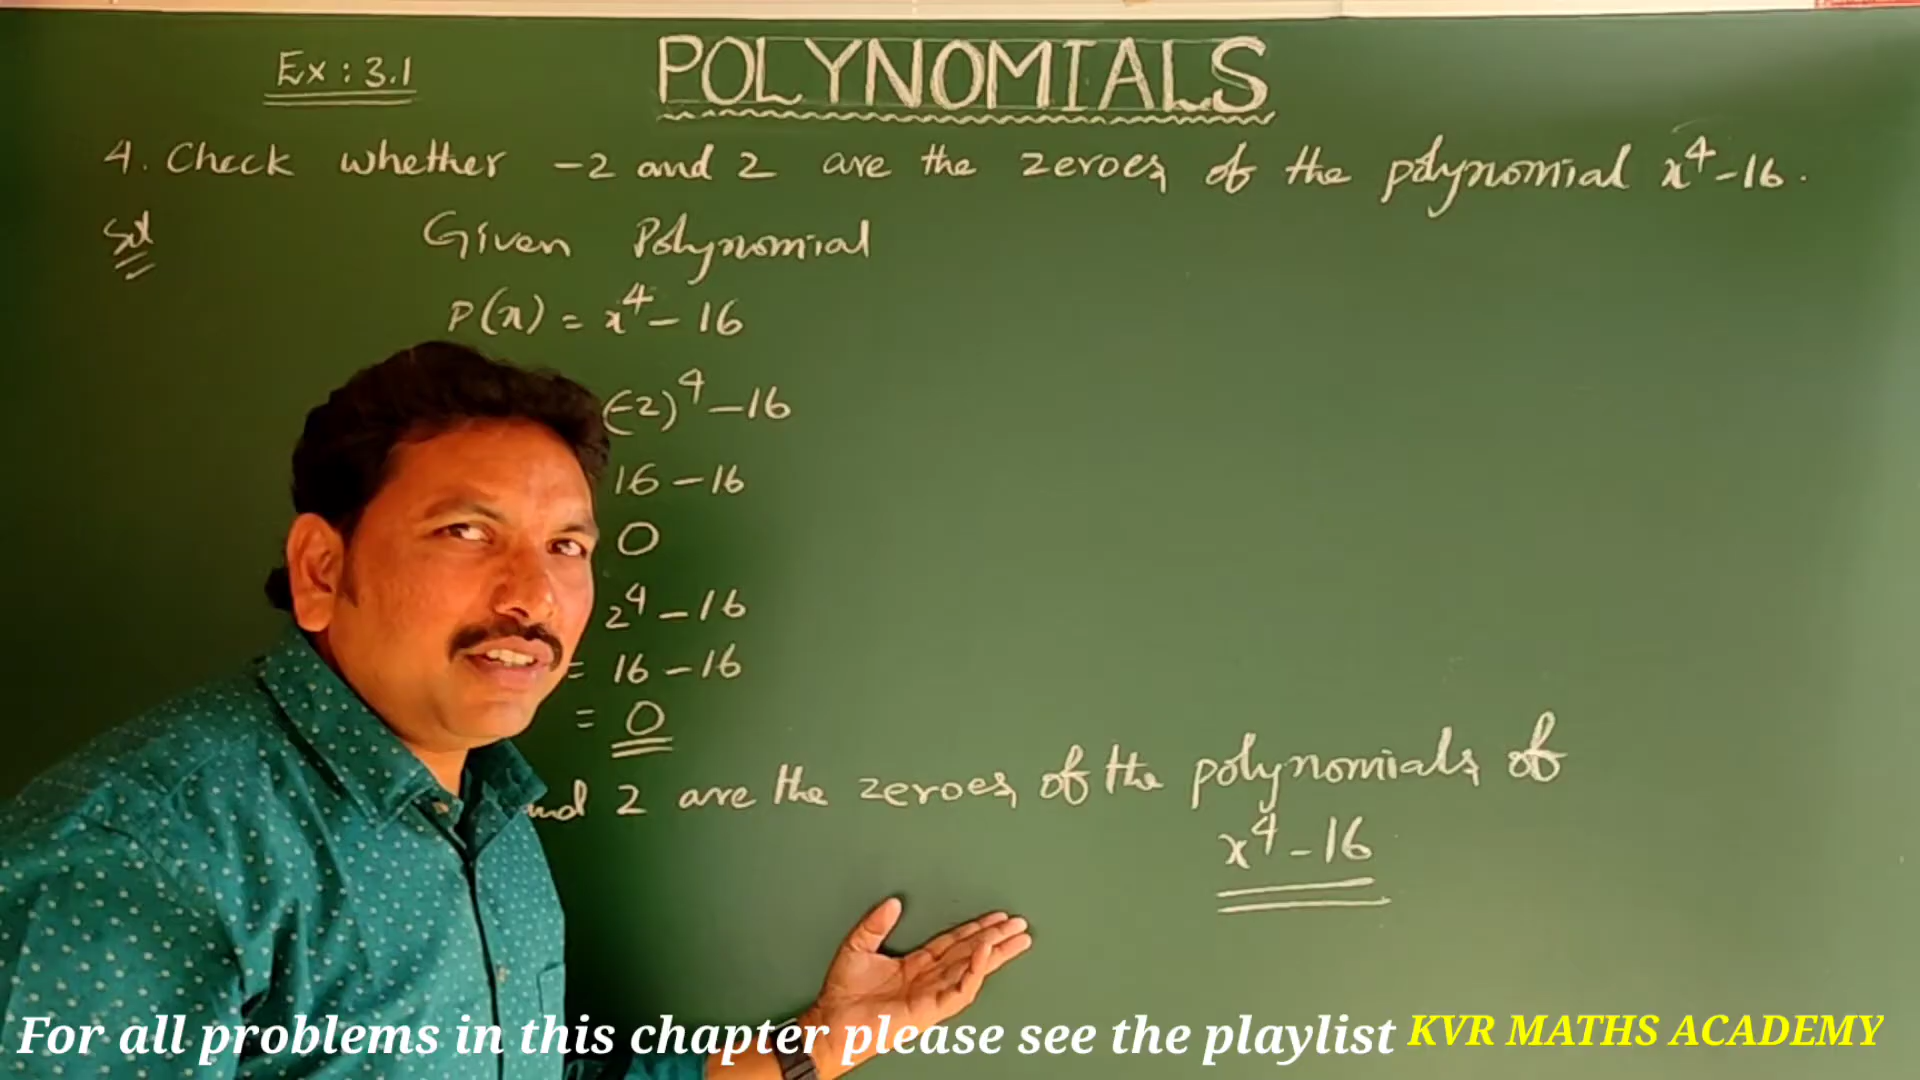 Ex : 3.1
POLYNOMIALS
4. Check whether -2 and 2 are the zeroes of the polynomial x⁴-16.
Sol
Given Polynomial
P(x) = x⁴ - 16
(-2)⁴ - 16
16 - 16
0
2⁴ - 16
= 16 - 16
= 0
and 2 are the zeroes of the polynomials of
x⁴ - 16
For all problems in this chapter please see the playlist KVR MATHS ACADEMY